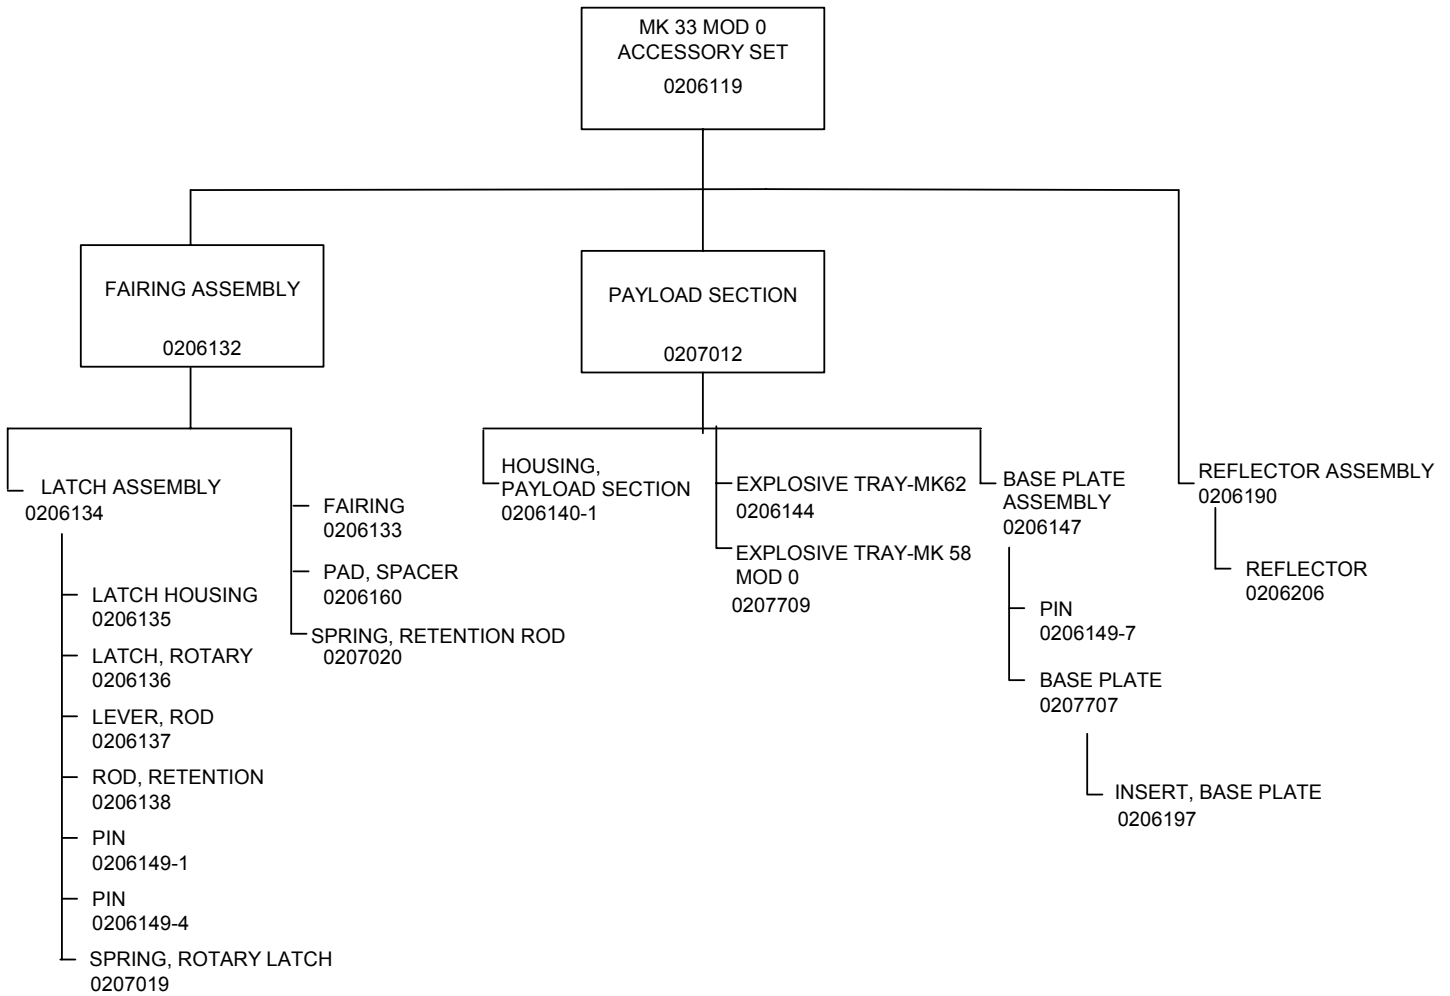 MK 33 MOD 0
ACCESSORY SET
0206119
FAIRING ASSEMBLY
0206132
PAYLOAD SECTION
0207012
LATCH ASSEMBLY
0206134
LATCH HOUSING
0206135
LATCH, ROTARY
0206136
LEVER, ROD
0206137
ROD, RETENTION
0206138
PIN
0206149-1
PIN
0206149-4
SPRING, ROTARY LATCH
0207019
FAIRING
0206133
PAD, SPACER
0206160
SPRING, RETENTION ROD
0207020
HOUSING,
PAYLOAD SECTION
0206140-1
EXPLOSIVE TRAY-MK62
0206144
EXPLOSIVE TRAY-MK 58
MOD 0
0207709
BASE PLATE
ASSEMBLY
0206147
PIN
0206149-7
BASE PLATE
0207707
INSERT, BASE PLATE
0206197
REFLECTOR ASSEMBLY
0206190
REFLECTOR
0206206